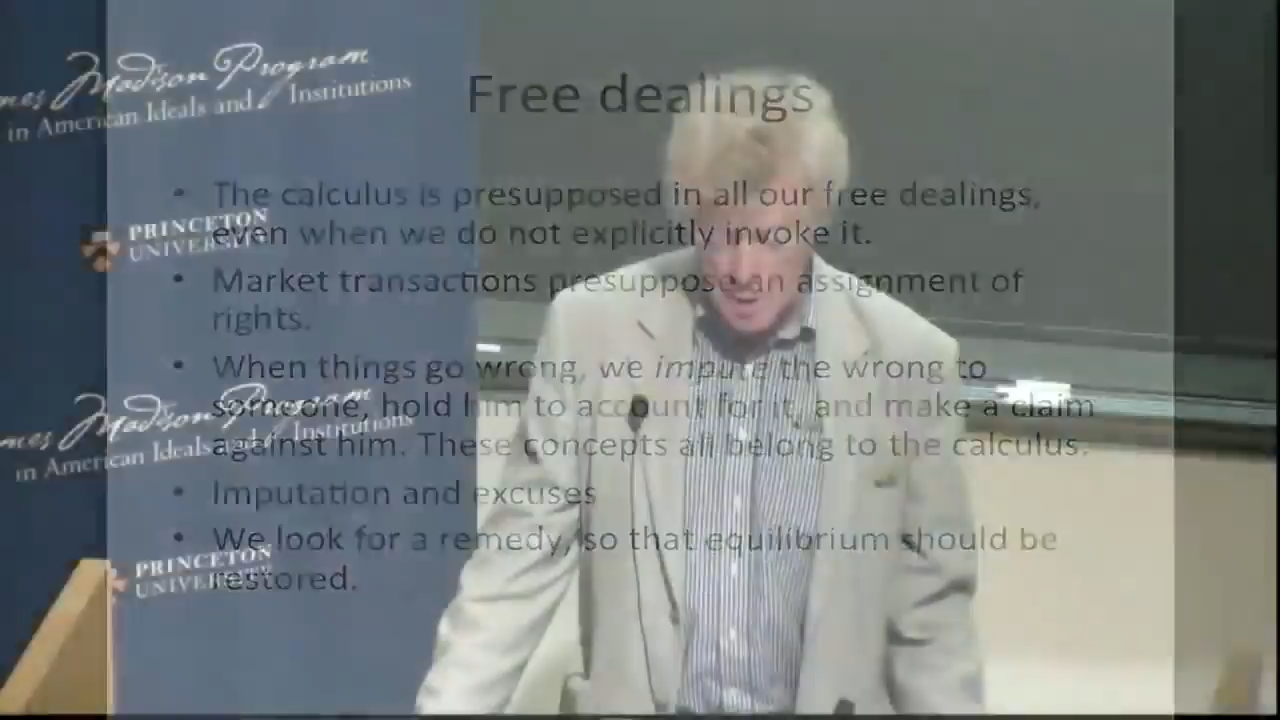 mes Madison Program
in American Ideals and Institutions
Free dealings
• The calculus is presupposed in all our free dealings,
even when we do not explicitly invoke it.
PRINCETON
UNIVERSITY
• Market transactions presuppose an assignment of
rights.
• When things go wrong, we impute the wrong to
someone, hold him to account for it, and make a claim
against him. These concepts all belong to the calculus.
mes Madison Program
in American Ideals and Institutions
• Imputation and excuses
• We look for a remedy, so that equilibrium should be
restored.
PRINCETON
UNIVERSITY